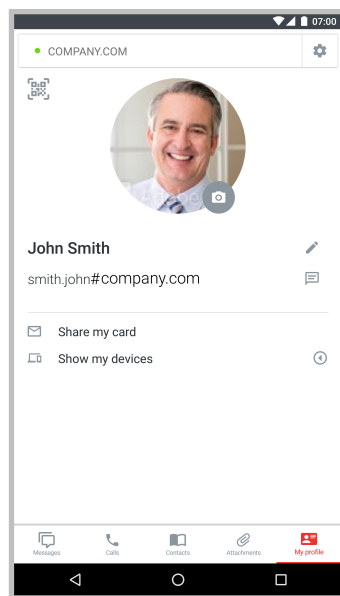 07:00
COMPANY.COM
John Smith
smith.john#company.com
Share my card
Show my devices
Messages
Calls
Contacts
Attachments
My profile